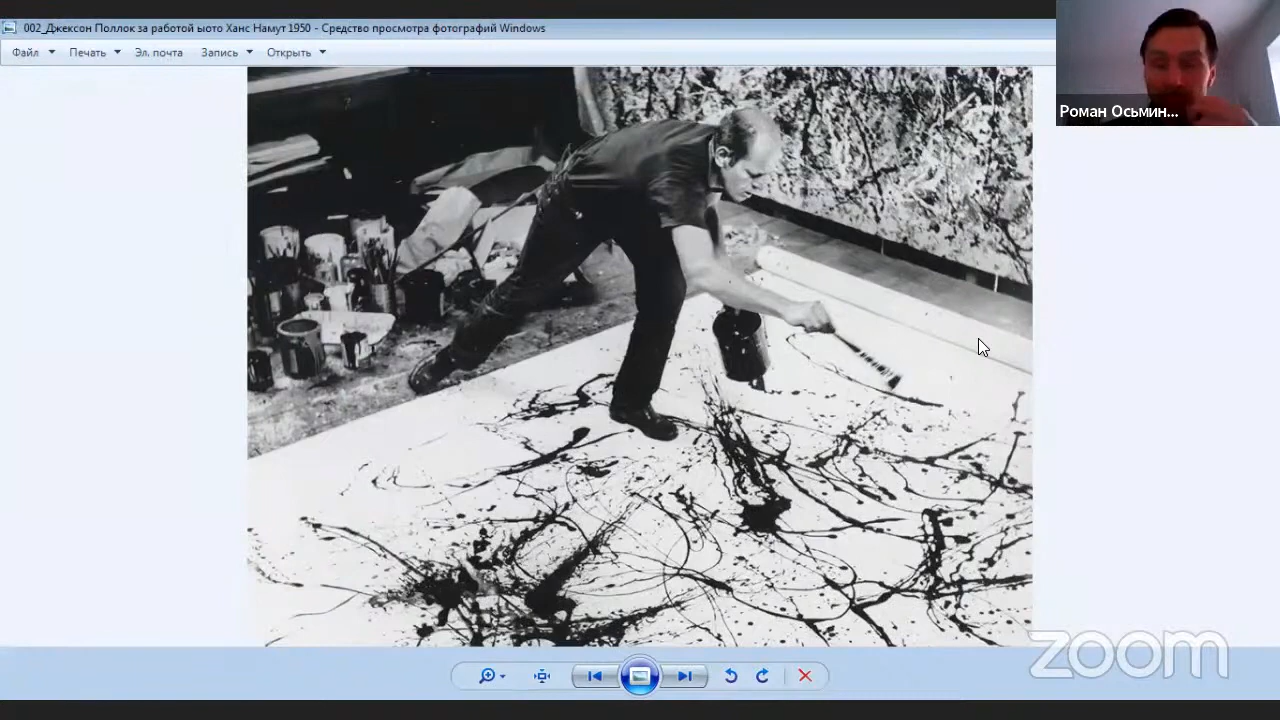 002_Джексон Поллок за работой ыото Ханс Намут 1950 - Средство просмотра фотографий Windows
Файл Печать Эл. почта Запись Открыть
Роман Осьмин...
zoom